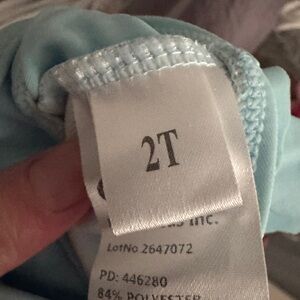 2T
Inc.
LotNo 2647072
PD: 446280
84% POLYESTER